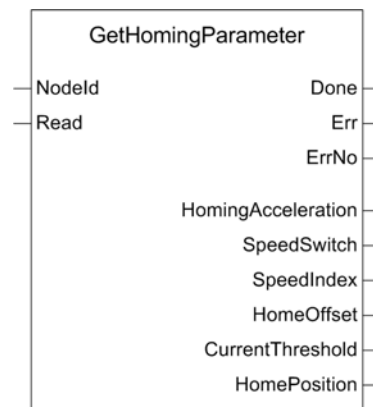 GetHomingParameter
NodeId Done
Read Err
ErrNo
HomingAcceleration
SpeedSwitch
SpeedIndex
HomeOffset
CurrentThreshold
HomePosition